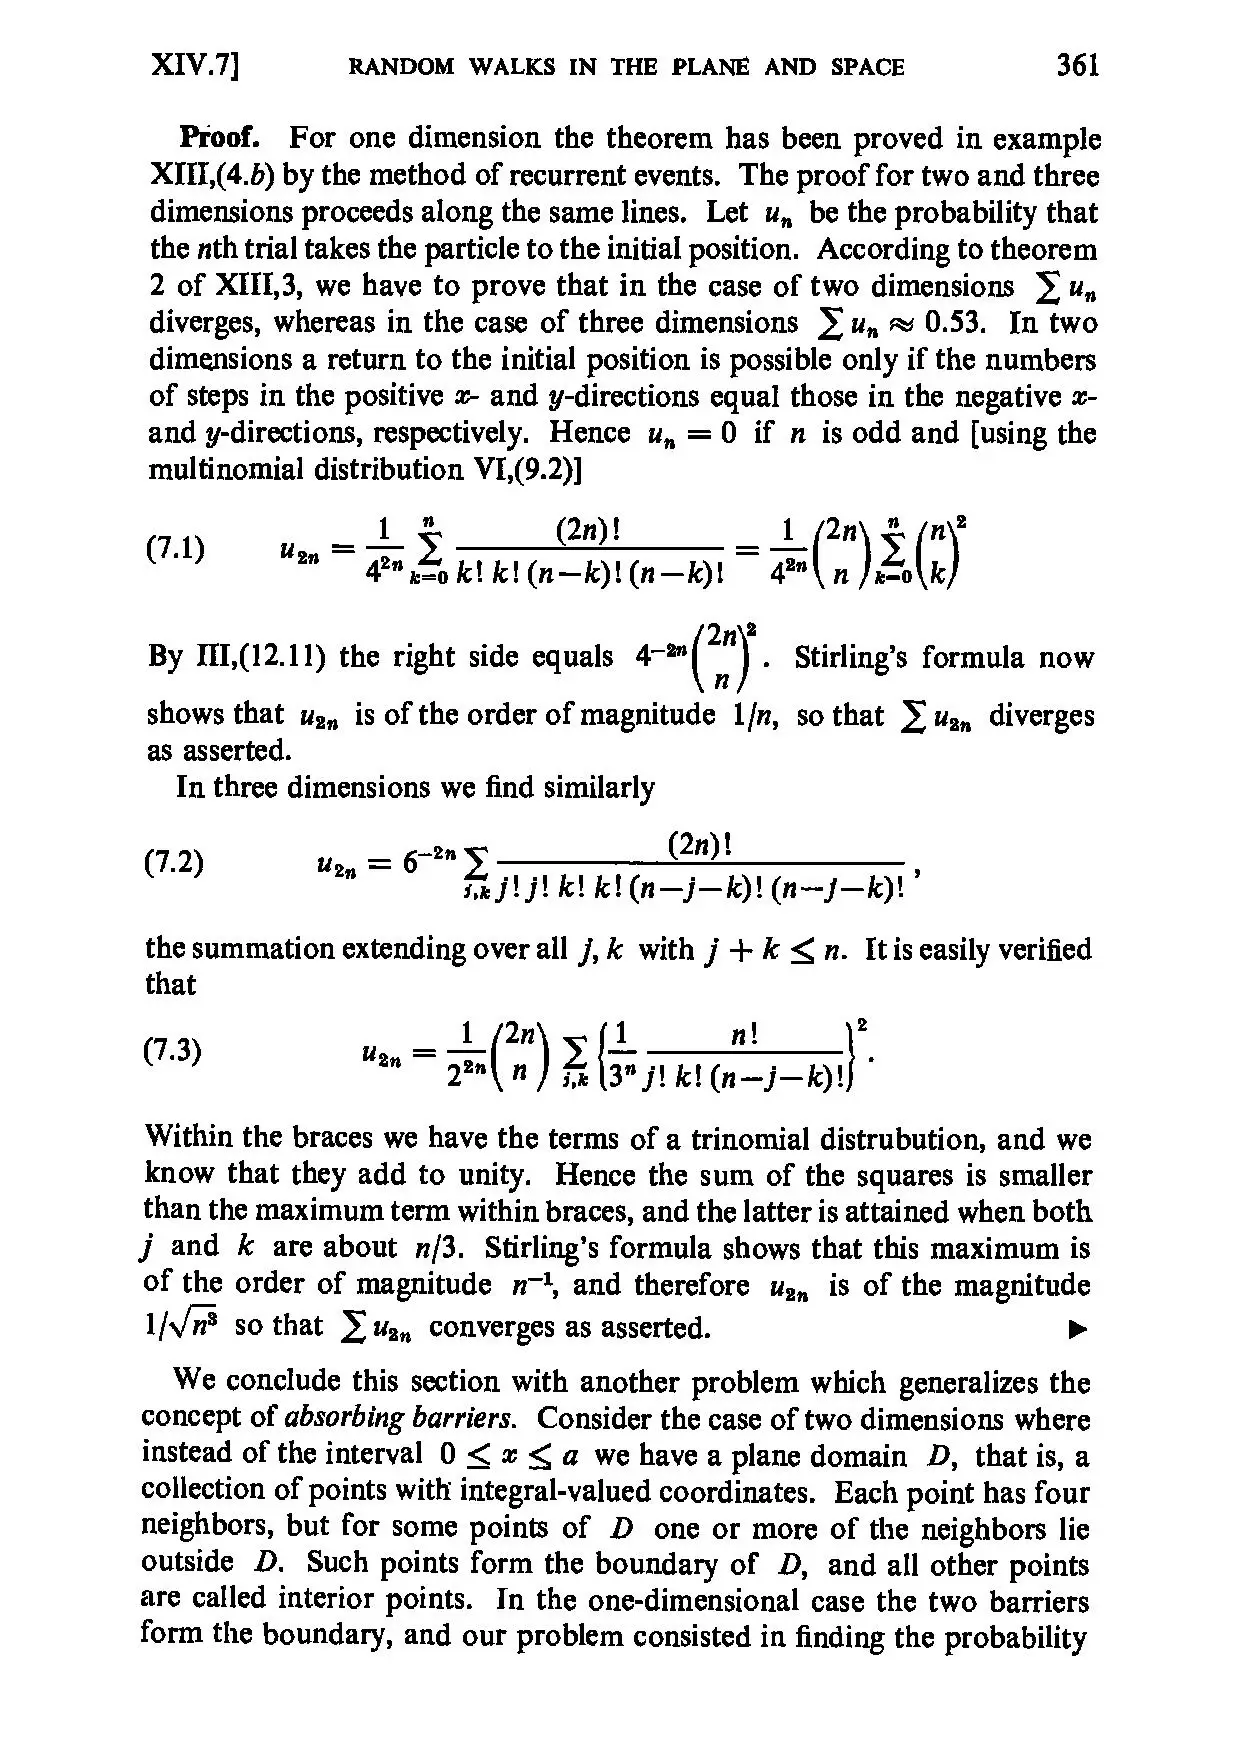 XIV.7] RANDOM WALKS IN THE PLANE AND SPACE 361
Proof. For one dimension the theorem has been proved in example
XIII,(4.b) by the method of recurrent events. The proof for two and three
dimensions proceeds along the same lines. Let uₙ be the probability that
the nth trial takes the particle to the initial position. According to theorem
2 of XIII,3, we have to prove that in the case of two dimensions ∑ uₙ
diverges, whereas in the case of three dimensions ∑ uₙ ≈ 0.53. In two
dimensions a return to the initial position is possible only if the numbers
of steps in the positive x- and y-directions equal those in the negative x-
and y-directions, respectively. Hence uₙ = 0 if n is odd and [using the
multinomial distribution VI,(9.2)]
(7.1) u_{2n} = \frac{1}{4^{2n}} \sum_{k=0}^{n} \frac{(2n)!}{k! k! (n-k)! (n-k)!} = \frac{1}{4^{2n}} \binom{2n}{n} \sum_{k=0}^{n} \binom{n}{k}^2
By III,(12.11) the right side equals 4^{-2n} \binom{2n}{n}^2. Stirling's formula now
shows that u_{2n} is of the order of magnitude 1/n, so that ∑ u_{2n} diverges
as asserted.
In three dimensions we find similarly
(7.2) u_{2n} = 6^{-2n} \sum_{j,k} \frac{(2n)!}{j! j! k! k! (n-j-k)! (n-j-k)!},
the summation extending over all j, k with j + k ≤ n. It is easily verified
that
(7.3) u_{2n} = \frac{1}{2^{2n}} \binom{2n}{n} \sum_{j,k} \left\{ \frac{1}{3^n} \frac{n!}{j! k! (n-j-k)!} \right\}^2.
Within the braces we have the terms of a trinomial distrubution, and we
know that they add to unity. Hence the sum of the squares is smaller
than the maximum term within braces, and the latter is attained when both
j and k are about n/3. Stirling's formula shows that this maximum is
of the order of magnitude n^{-1}, and therefore u_{2n} is of the magnitude
1/\sqrt{n^3} so that ∑ u_{2n} converges as asserted. ►
We conclude this section with another problem which generalizes the
concept of absorbing barriers. Consider the case of two dimensions where
instead of the interval 0 ≤ x ≤ a we have a plane domain D, that is, a
collection of points with integral-valued coordinates. Each point has four
neighbors, but for some points of D one or more of the neighbors lie
outside D. Such points form the boundary of D, and all other points
are called interior points. In the one-dimensional case the two barriers
form the boundary, and our problem consisted in finding the probability